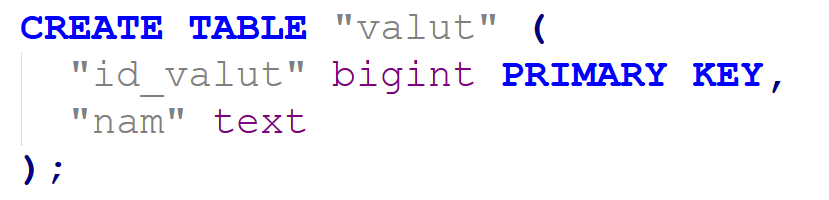 CREATE TABLE "valut" (
"id_valut" bigint PRIMARY KEY,
"nam" text
);